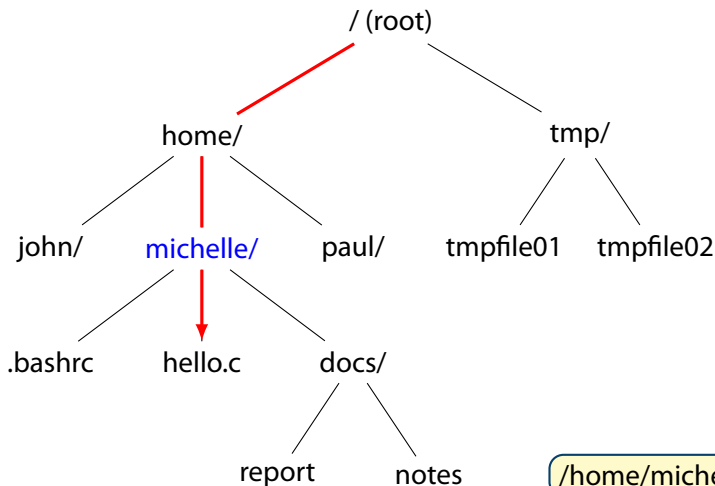 / (root)
home/ tmp/
john/ michelle/ paul/ tmpfile01 tmpfile02
.bashrc hello.c docs/
report notes